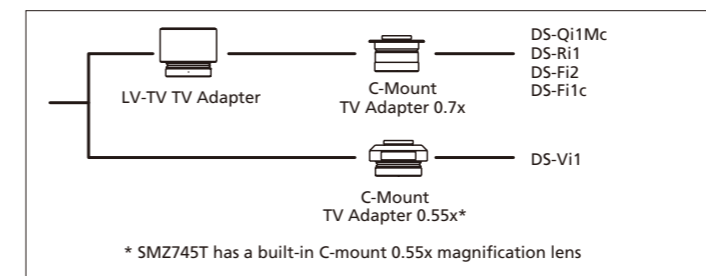 LV-TV TV Adapter
C-Mount
TV Adapter 0.7x
DS-Qi1Mc
DS-Ri1
DS-Fi2
DS-Fi1c
C-Mount
TV Adapter 0.55x*
DS-Vi1
* SMZ745T has a built-in C-mount 0.55x magnification lens